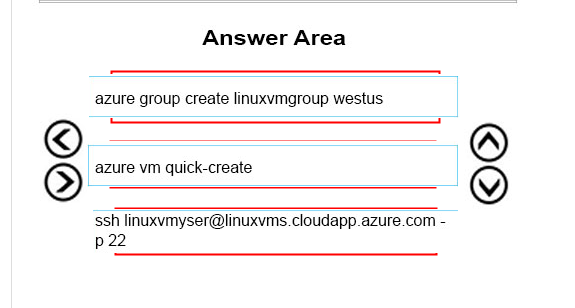 Answer Area
azure group create linuxvmgroup westus
azure vm quick-create
ssh linuxvmyser@linuxvms.cloudapp.azure.com -
p 22